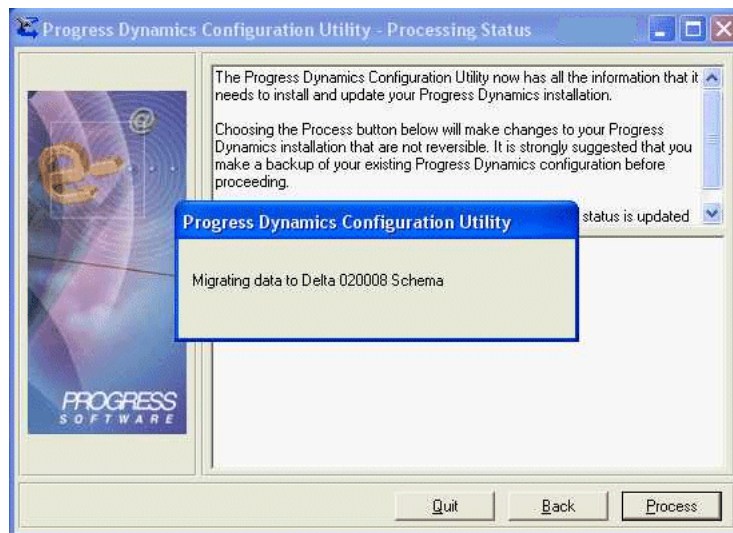 Progress Dynamics Configuration Utility - Processing Status
The Progress Dynamics Configuration Utility now has all the information that it
needs to install and update your Progress Dynamics installation.
Choosing the Process button below will make changes to your Progress
Dynamics installation that are not reversible. It is strongly suggested that you
make a backup of your existing Progress Dynamics configuration before
proceeding.
status is updated
Progress Dynamics Configuration Utility
Migrating data to Delta 020008 Schema
@
e-
PROGRESS
SOFTWARE
Quit
Back
Process